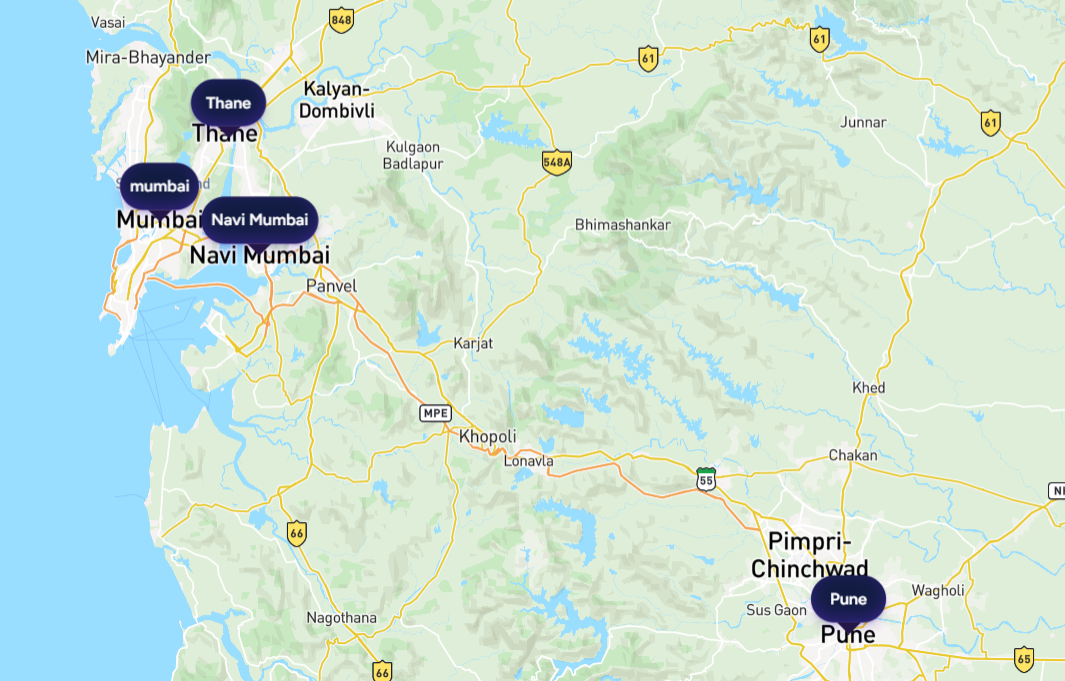 Vasai
848
61
61
Mira-Bhayander
Thane
Thane
Kalyan-
Dombivli
61
Junnar
Kulgaon
Badlapur
548A
mumbai
Mumbai
Navi Mumbai
Navi Mumbai
Bhimashankar
Panvel
Karjat
Khed
MPE
Khopoli
Lonavla
Chakan
55
66
Pimpri-
Chinchwad
Pune
Pune
Wagholi
Sus Gaon
Nagothana
66
65